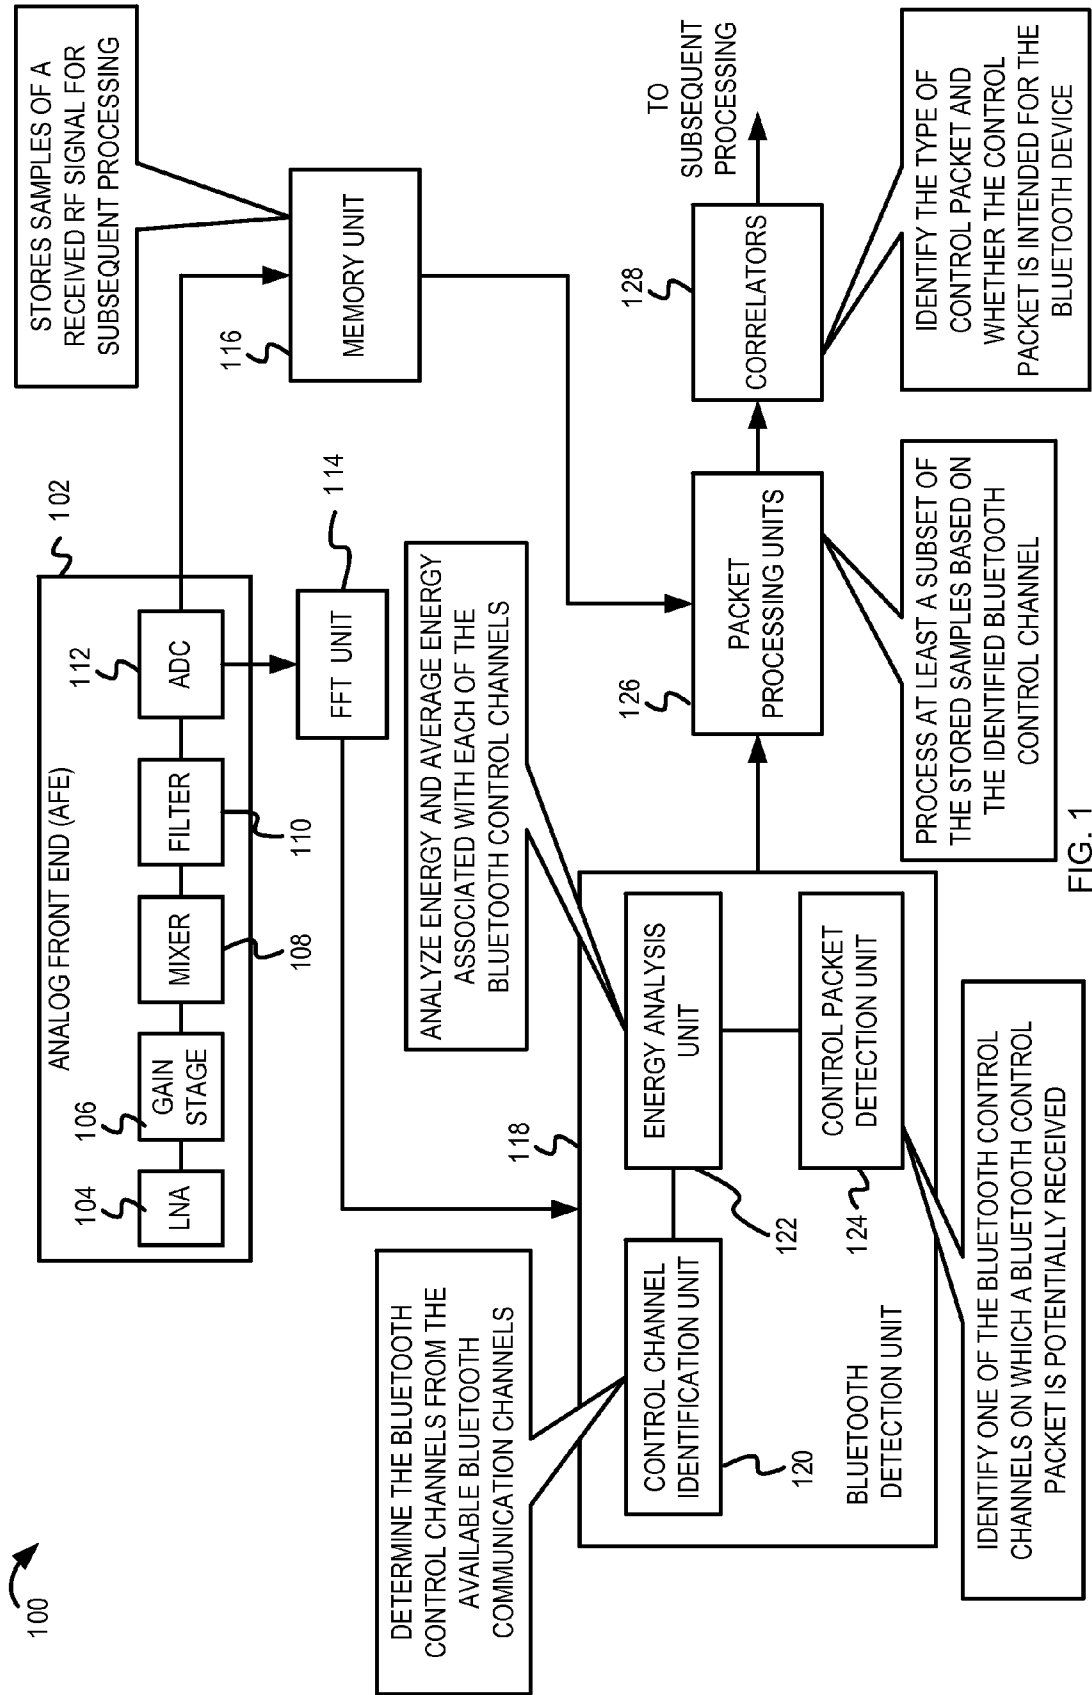 100
ANALOG FRONT END (AFE)
102
104
LNA
106
GAIN
STAGE
MIXER
108
FILTER
110
112
ADC
STORES SAMPLES OF A
RECEIVED RF SIGNAL FOR
SUBSEQUENT PROCESSING
FFT UNIT
114
116
MEMORY UNIT
DETERMINE THE BLUETOOTH
CONTROL CHANNELS FROM THE
AVAILABLE BLUETOOTH
COMMUNICATION CHANNELS
ANALYZE ENERGY AND AVERAGE ENERGY
ASSOCIATED WITH EACH OF THE
BLUETOOTH CONTROL CHANNELS
118
CONTROL CHANNEL
IDENTIFICATION UNIT
120
ENERGY ANALYSIS
UNIT
122
CONTROL PACKET
DETECTION UNIT
124
BLUETOOTH
DETECTION UNIT
126
PACKET
PROCESSING UNITS
128
CORRELATORS
TO
SUBSEQUENT
PROCESSING
IDENTIFY ONE OF THE BLUETOOTH CONTROL
CHANNELS ON WHICH A BLUETOOTH CONTROL
PACKET IS POTENTIALLY RECEIVED
PROCESS AT LEAST A SUBSET OF
THE STORED SAMPLES BASED ON
THE IDENTIFIED BLUETOOTH
CONTROL CHANNEL
IDENTIFY THE TYPE OF
CONTROL PACKET AND
WHETHER THE CONTROL
PACKET IS INTENDED FOR THE
BLUETOOTH DEVICE
FIG. 1